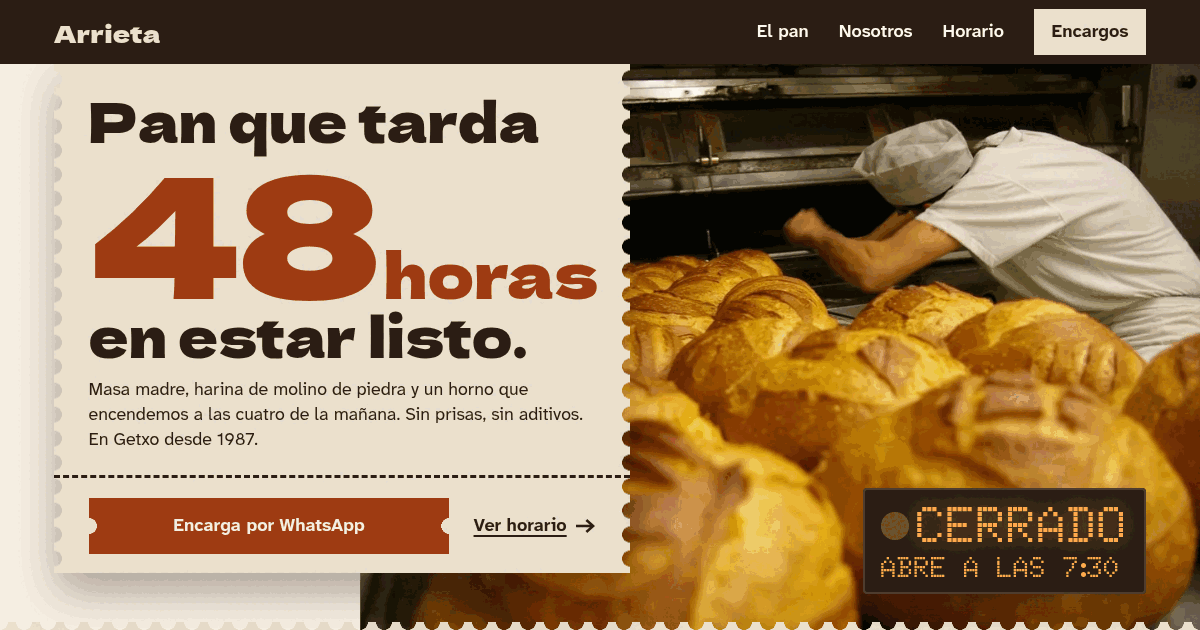 Arrieta
El pan
Nosotros
Horario
Encargos
Pan que tarda
48 horas
en estar listo.
Masa madre, harina de molino de piedra y un horno que
encendemos a las cuatro de la mañana. Sin prisas, sin aditivos.
En Getxo desde 1987.
Encarga por WhatsApp
Ver horario →
CERRADO
ABRE A LAS 7:30